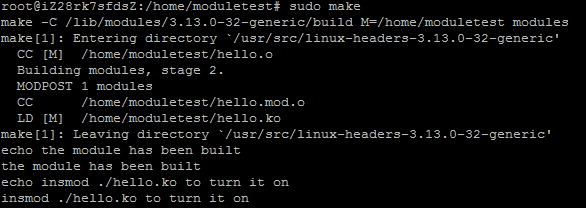 root@iZ28rk7sfdsZ:/home/moduletest# sudo make
make -C /lib/modules/3.13.0-32-generic/build M=/home/moduletest modules
make[1]: Entering directory `/usr/src/linux-headers-3.13.0-32-generic'
  CC [M]  /home/moduletest/hello.o
  Building modules, stage 2.
  MODPOST 1 modules
  CC      /home/moduletest/hello.mod.o
  LD [M]  /home/moduletest/hello.ko
make[1]: Leaving directory `/usr/src/linux-headers-3.13.0-32-generic'
echo the module has been built
the module has been built
echo insmod ./hello.ko to turn it on
insmod ./hello.ko to turn it on